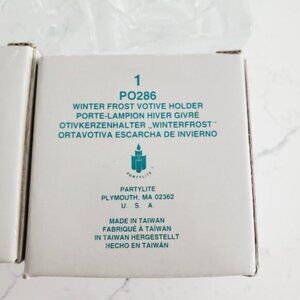 1
PO286
WINTER FROST VOTIVE HOLDER
PORTE-LAMPION HIVER GIVRÉ
OTIVKERZENHALTER „WINTERFROST"
ORTAVOTIVA ESCARCHA DE INVIERNO
PARTYLITE
PARTYLITE
PLYMOUTH, MA 02362
U. S. A
MADE IN TAIWAN
FABRIQUÉ À TAIWAN
IN TAIWAN HERGESTELLT
HECHO EN TAIWÁN